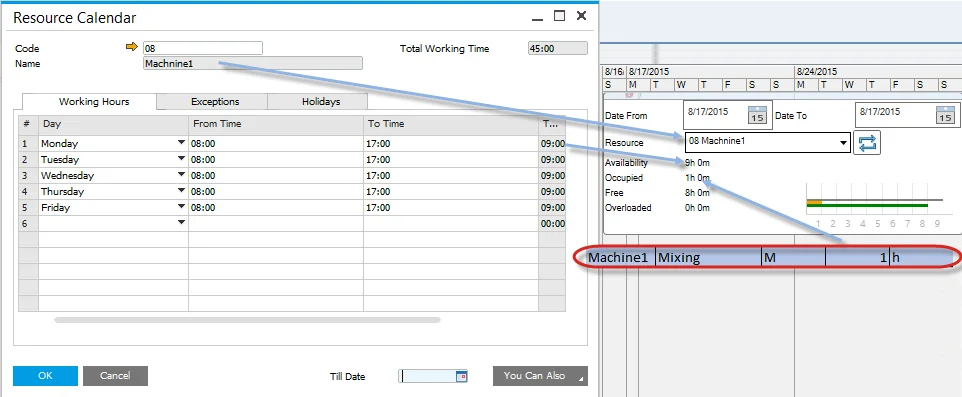 Resource Calendar
Code 08 Total Working Time 45:00
Name Machnine1
Working Hours Exceptions Holidays
# Day From Time To Time T...
1 Monday 08:00 17:00 09:00
2 Tuesday 08:00 17:00 09:00
3 Wednesday 08:00 17:00 09:00
4 Thursday 08:00 17:00 09:00
5 Friday 08:00 17:00 09:00
6 00:00
OK Cancel Till Date You Can Also
8/16/ 8/17/2015 8/24/2015
S M T W T F S S M T W T F S S
Date From 8/17/2015 15 Date To 8/17/2015 15
Resource 08 Machnine1
Availability 9h 0m
Occupied 1h 0m
Free 8h 0m
Overloaded 0h 0m
1 2 3 4 5 6 7 8 9
Machine1 Mixing M 1 h